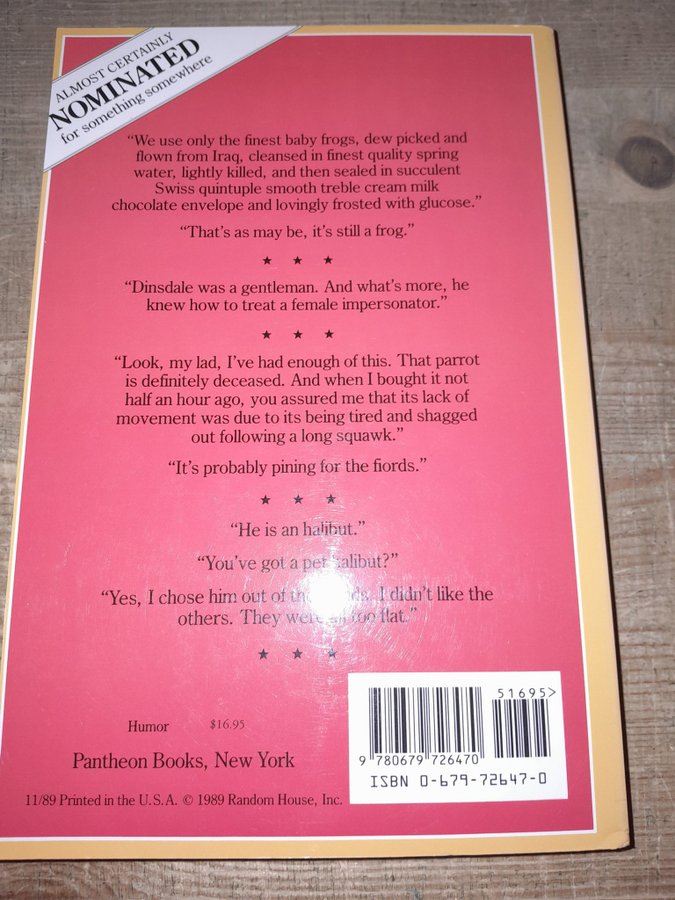 ALMOST CERTAINLY
NOMINATED
for something somewhere
“We use only the finest baby frogs, dew picked and
flown from Iraq, cleansed in finest quality spring
water, lightly killed, and then sealed in succulent
Swiss quintuple smooth treble cream milk
chocolate envelope and lovingly frosted with glucose.”
“That's as may be, it's still a frog.”
★ ★ ★
“Dinsdale was a gentleman. And what's more, he
knew how to treat a female impersonator.”
★ ★ ★
“Look, my lad, I've had enough of this. That parrot
is definitely deceased. And when I bought it not
half an hour ago, you assured me that its lack of
movement was due to its being tired and shagged
out following a long squawk.”
“It's probably pining for the fiords.”
★ ★ ★
“He is an halibut.”
“You've got a pet halibut?”
“Yes, I chose him out of I didn't like the
others. They were all too flat.”
★ ★ ★
Humor $16.95
Pantheon Books, New York
11/89 Printed in the U.S.A. © 1989 Random House, Inc.
51695>
9 780679 726470
ISBN 0-679-72647-0